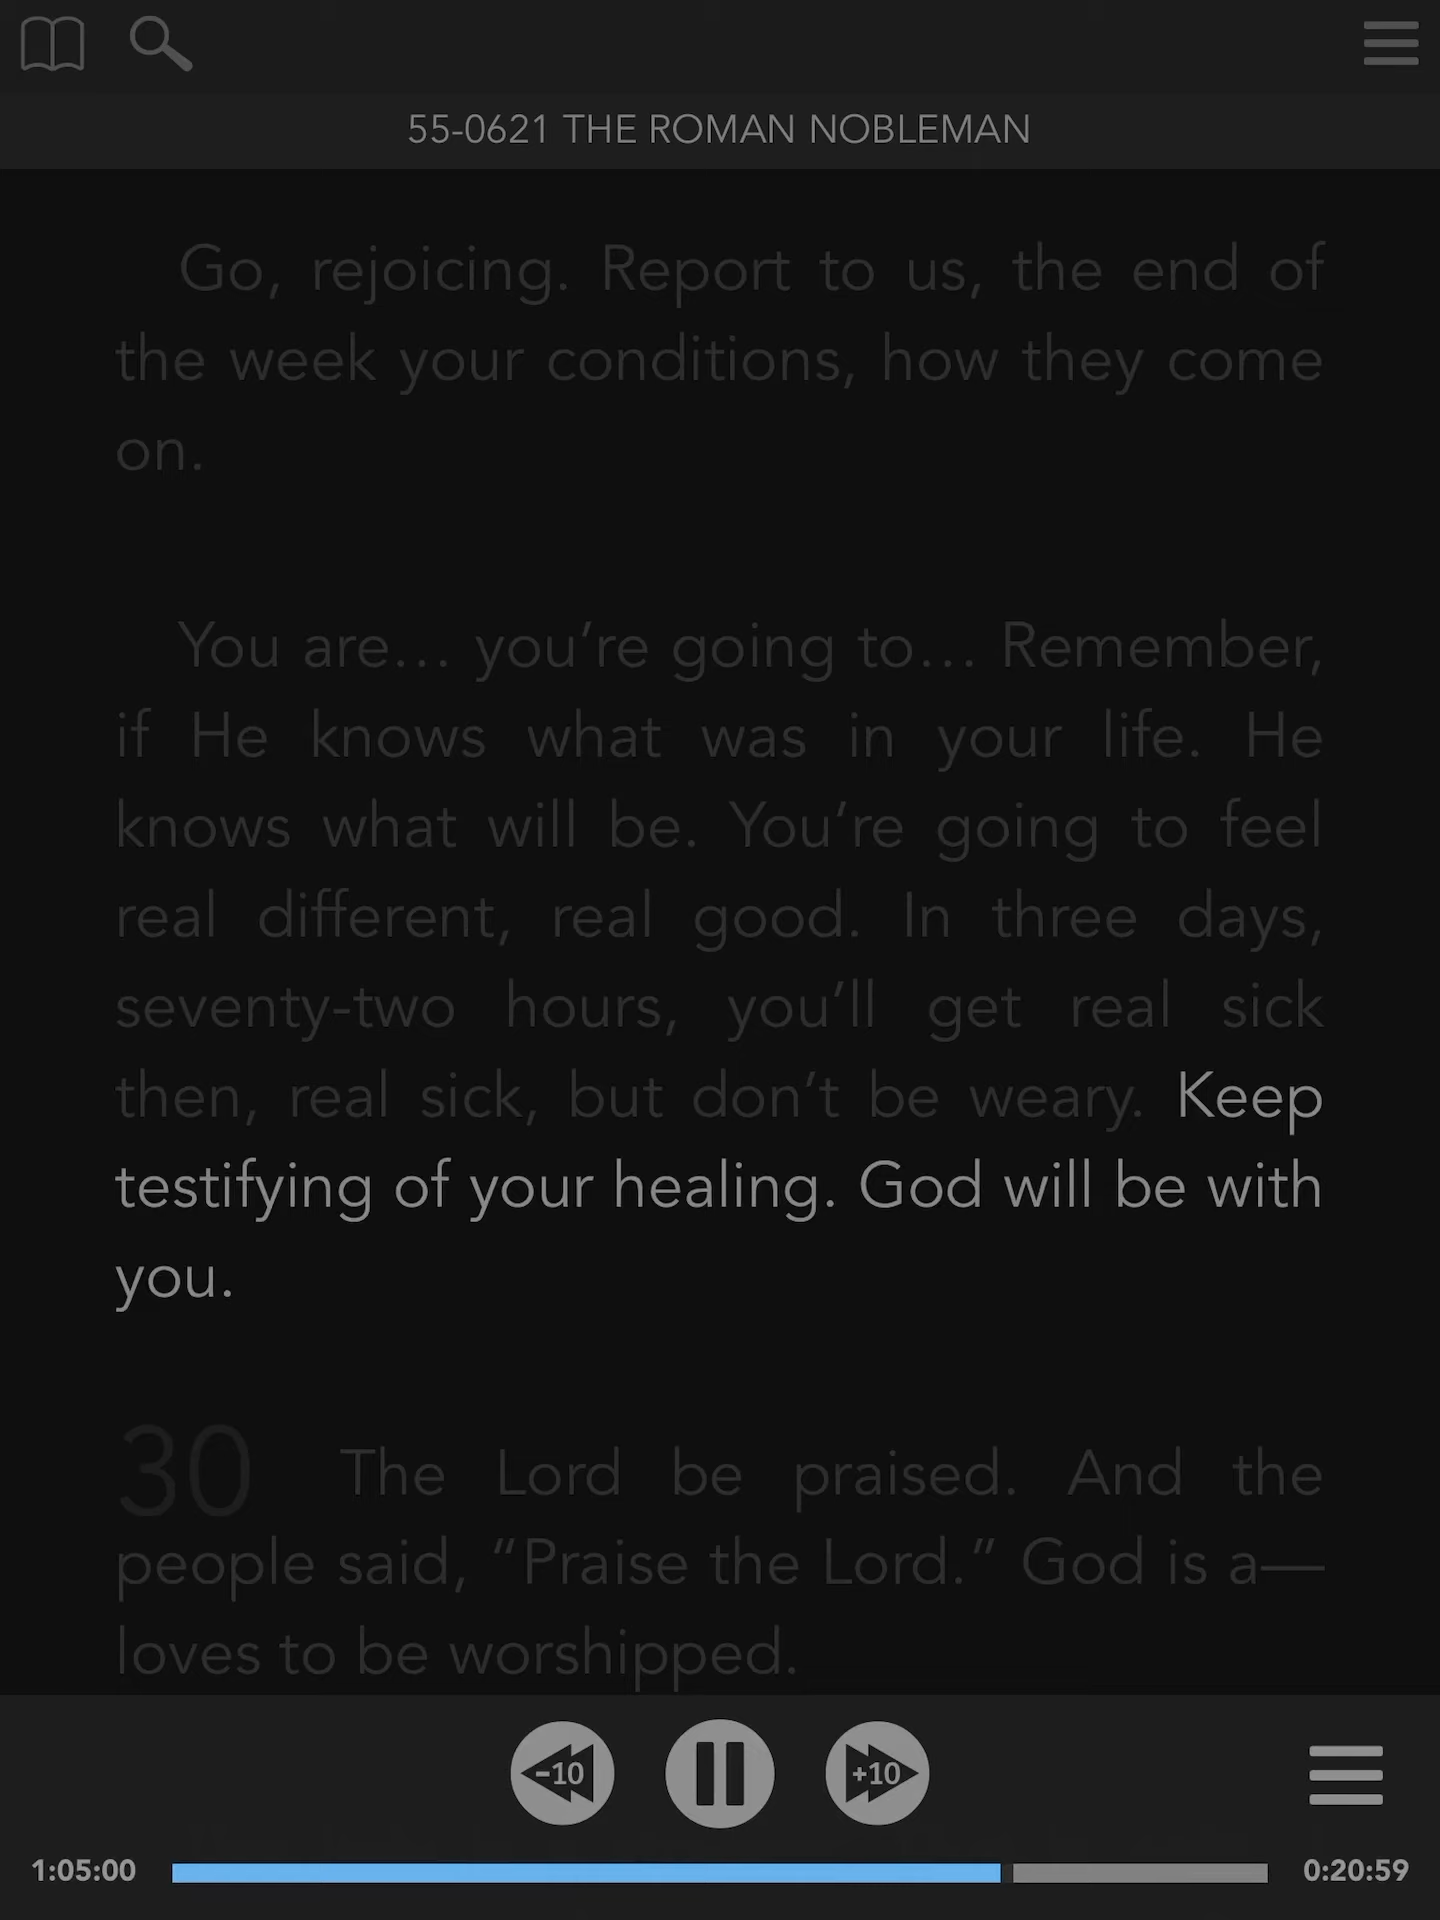 55-0621 THE ROMAN NOBLEMAN
Go, rejoicing. Report to us, the end of
the week your conditions, how they come
on.
You are… you’re going to… Remember,
if He knows what was in your life. He
knows what will be. You’re going to feel
real different, real good. In three days,
seventy-two hours, you’ll get real sick
then, real sick, but don’t be weary. Keep
testifying of your healing. God will be with
you.
30 The Lord be praised. And the
people said, “Praise the Lord.” God is a—
loves to be worshipped.
-10 +10
1:05:00 0:20:59